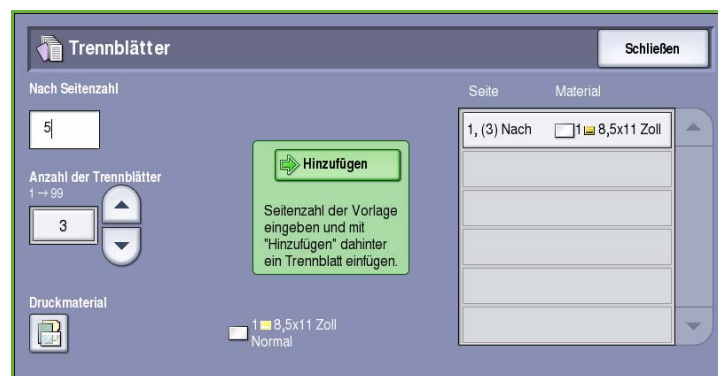 Trennblätter
Schließen
Nach Seitenzahl
5
Anzahl der Trennblätter
1→99
3
Druckmaterial
Hinzufügen
Seitenzahl der Vorlage
eingeben und mit
"Hinzufügen" dahinter
ein Trennblatt einfügen.
1 8,5x11 Zoll
Normal
Seite Material
1, (3) Nach 1 8,5x11 Zoll